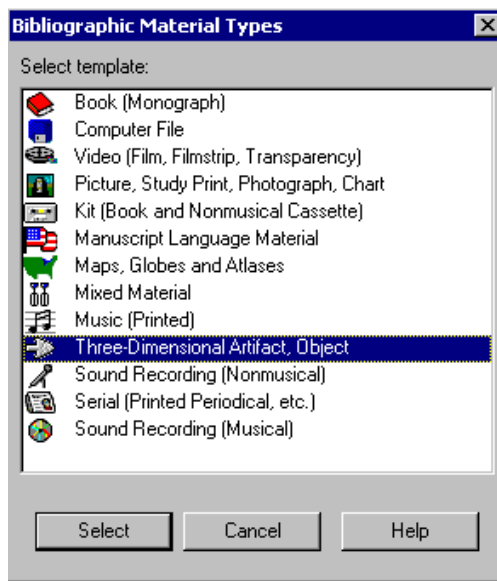 Bibliographic Material Types
Select template:
Book (Monograph)
Computer File
Video (Film, Filmstrip, Transparency)
Picture, Study Print, Photograph, Chart
Kit (Book and Nonmusical Cassette)
Manuscript Language Material
Maps, Globes and Atlases
Mixed Material
Music (Printed)
Three-Dimensional Artifact, Object
Sound Recording (Nonmusical)
Serial (Printed Periodical, etc.)
Sound Recording (Musical)
Select Cancel Help